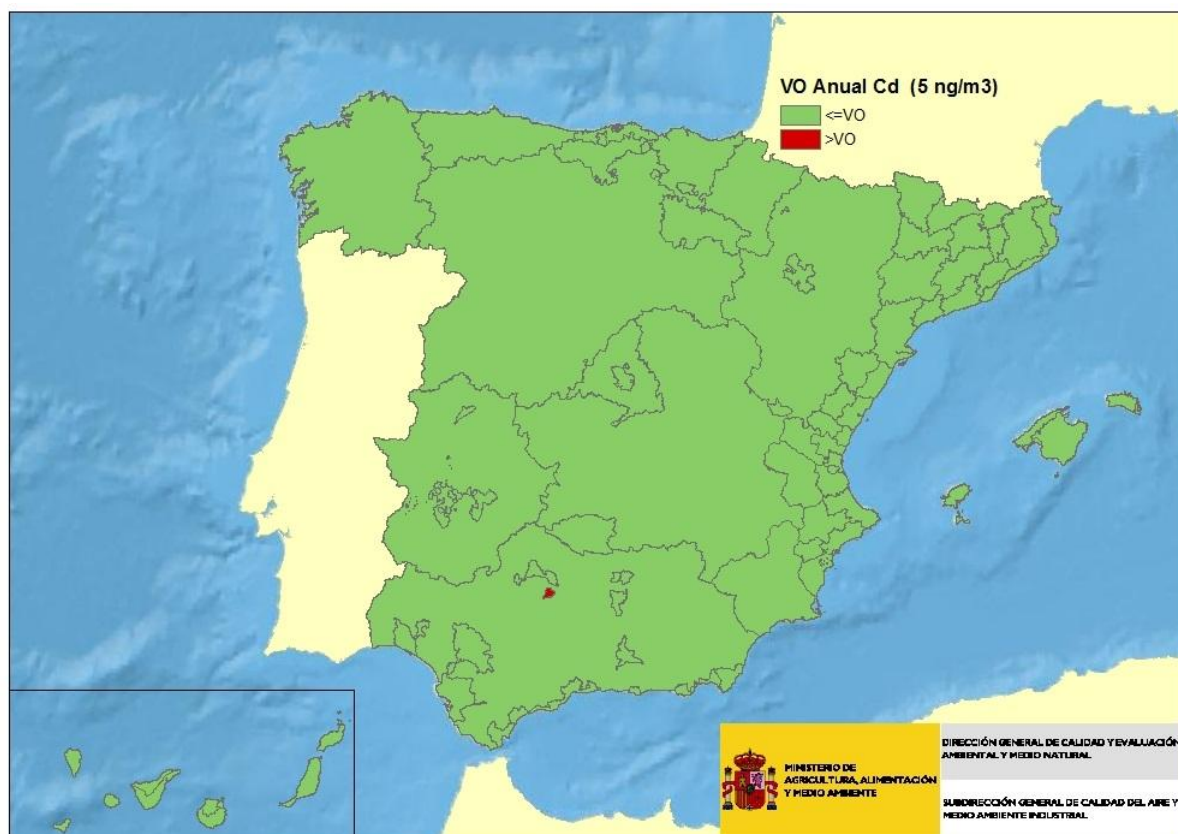 VO Anual Cd (5 ng/m3)
<=VO
>VO
MINISTERIO DE
AGRICULTURA, ALIMENTACIÓN
Y MEDIO AMBIENTE
DIRECCIÓN GENERAL DE CALIDAD Y EVALUACIÓN
AMBIENTAL Y MEDIO NATURAL
SUBDIRECCIÓN GENERAL DE CALIDAD DEL AIRE Y
MEDIO AMBIENTE INDUSTRIAL